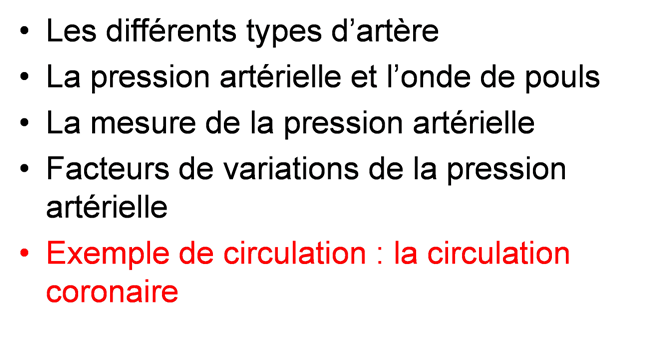 • Les différents types d’artère
• La pression artérielle et l’onde de pouls
• La mesure de la pression artérielle
• Facteurs de variations de la pression
artérielle
• Exemple de circulation : la circulation
coronaire